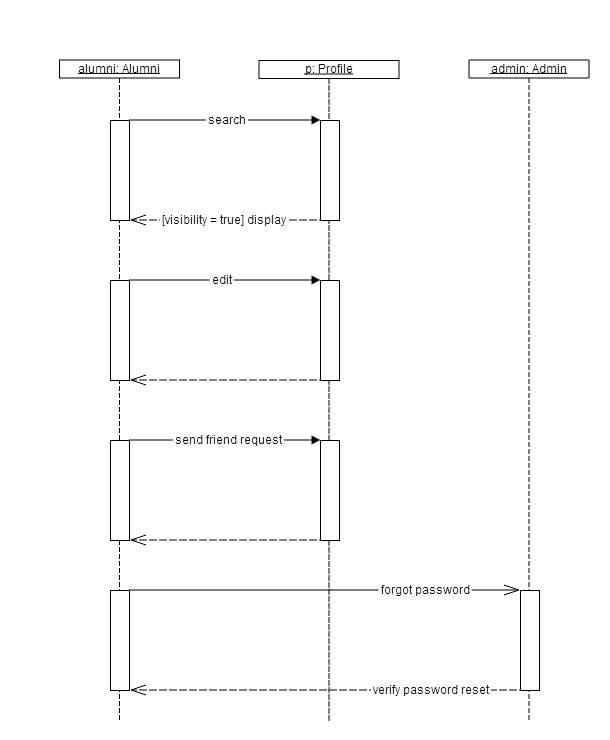 alumni: Alumni
p: Profile
admin: Admin
search
[visibility = true] display
edit
send friend request
forgot password
verify password reset